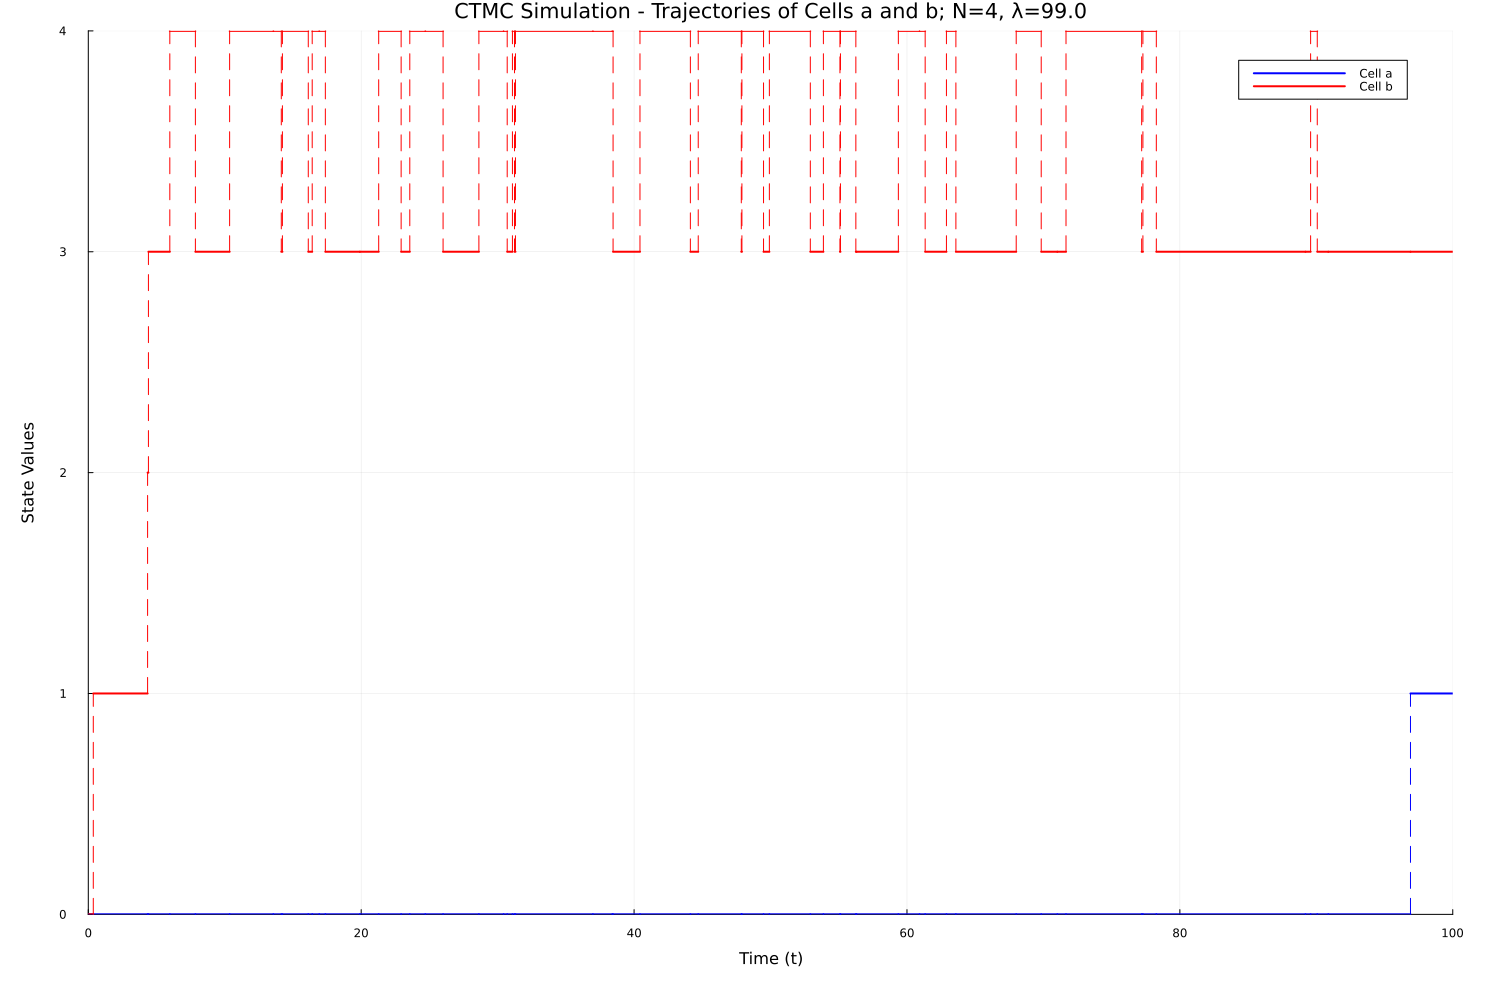 CTMC Simulation - Trajectories of Cells a and b; N=4, λ=99.0
4
Cell a
Cell b
3
State Values
2
1
0
0 20 40 60 80 100
Time (t)